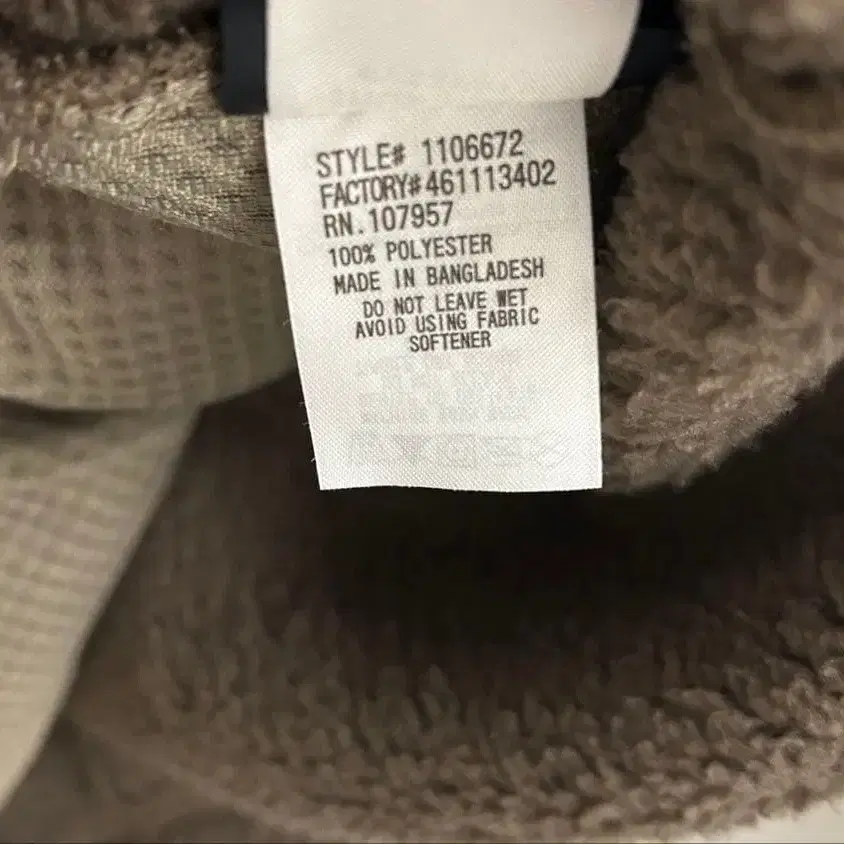 STYLE# 1106672
FACTORY#461113402
RN.107957
100% POLYESTER
MADE IN BANGLADESH
DO NOT LEAVE WET
AVOID USING FABRIC
SOFTENER